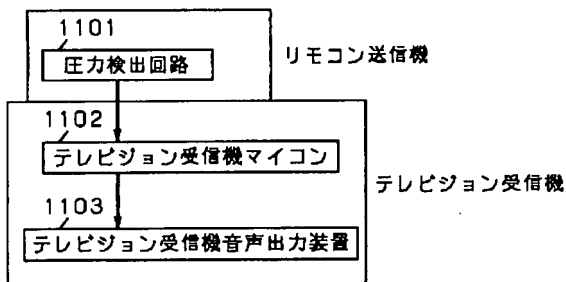 1101
圧力検出回路
リモコン送信機
1102
テレビジョン受信機マイコン
テレビジョン受信機
1103
テレビジョン受信機音声出力装置